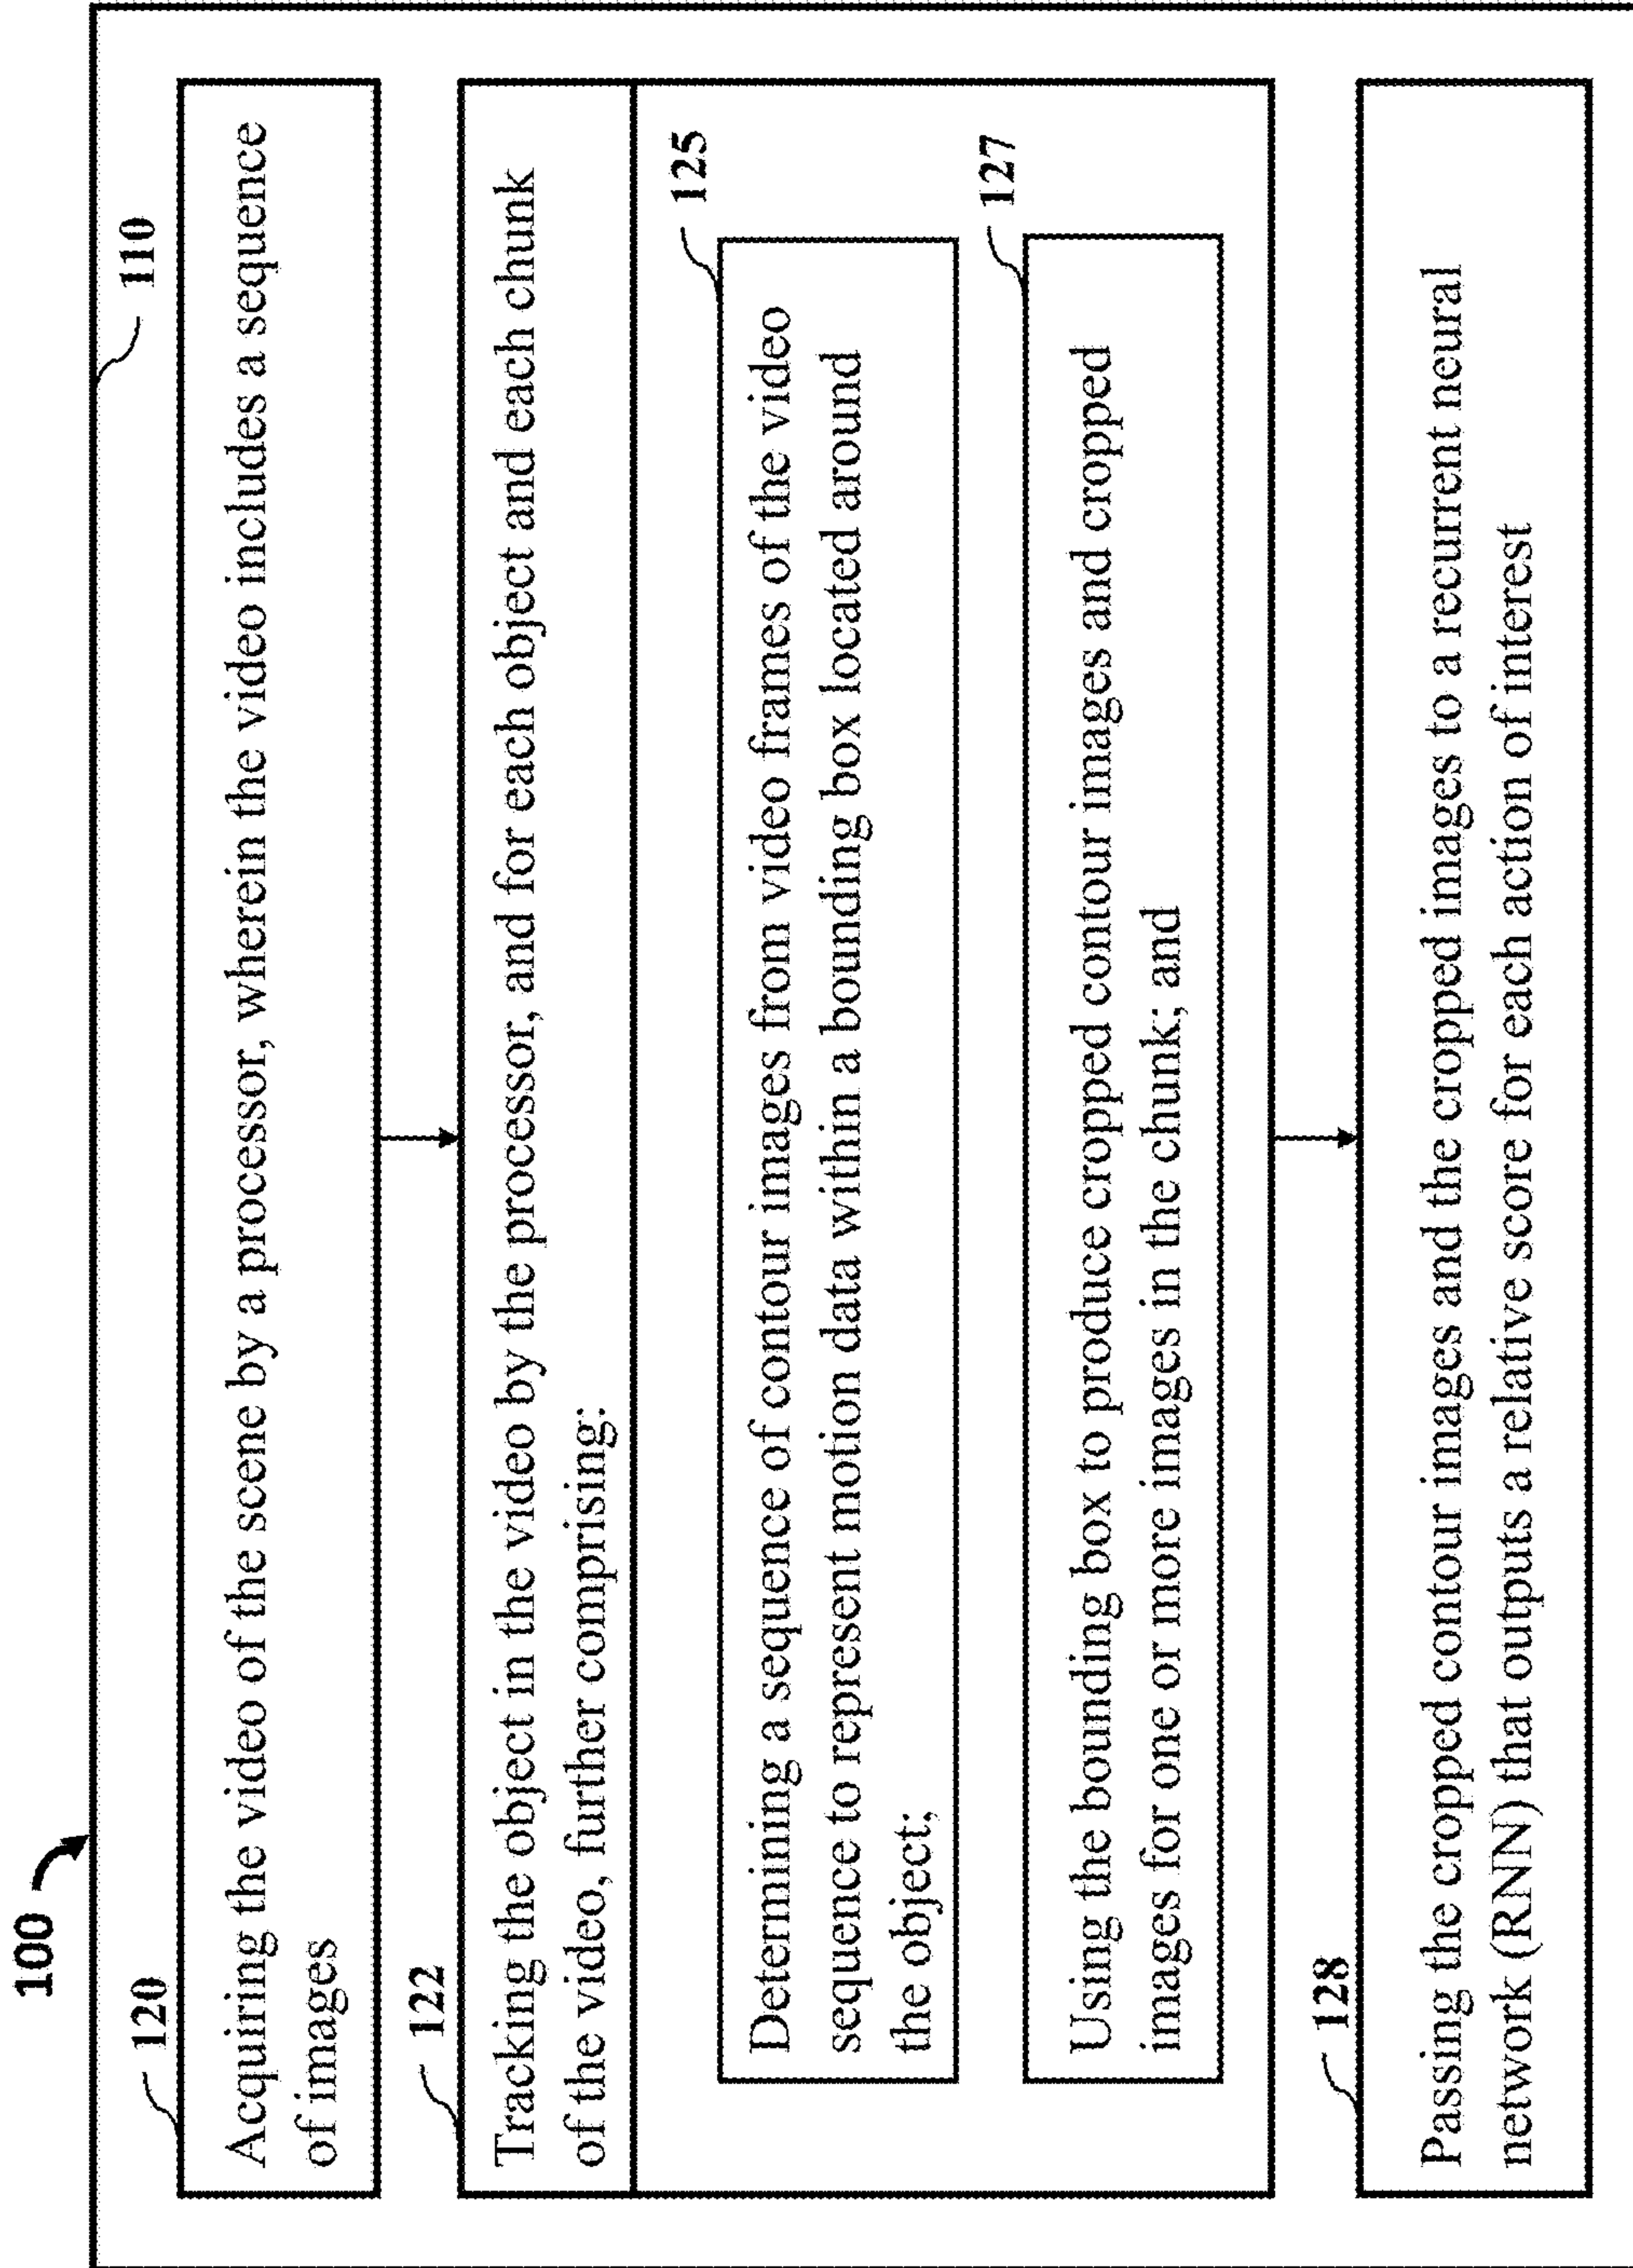 100
110
120
Acquiring the video of the scene by a processor, wherein the video includes a sequence
of images
122
Tracking the object in the video by the processor, and for each object and each chunk
of the video, further comprising:
125
Determining a sequence of contour images from video frames of the video
sequence to represent motion data within a bounding box located around
the object;
127
Using the bounding box to produce cropped contour images and cropped
images for one or more images in the chunk; and
128
Passing the cropped contour images and the cropped images to a recurrent neural
network (RNN) that outputs a relative score for each action of interest